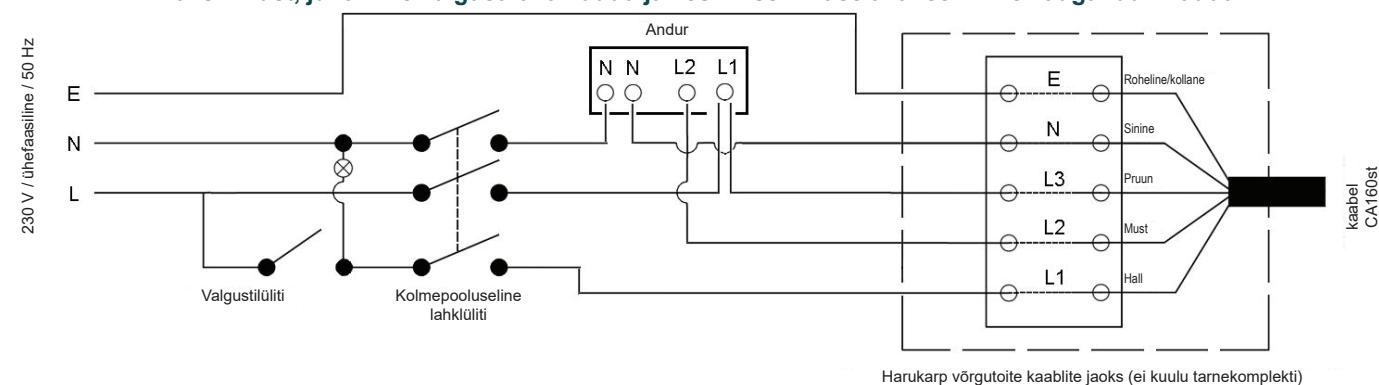 Andur
N N L2 L1
230 V / ühefaasiline / 50 Hz
E
N
L
Valgustilüliti
Kolmepooluseline
lahklüliti
E
N
L3
L2
L1
Roheline/kollane
Sinine
Pruun
Must
Hall
kaabel
CA160st
Harukarp võrgutoite kaablite jaoks (ei kuulu tarnekomplekti)